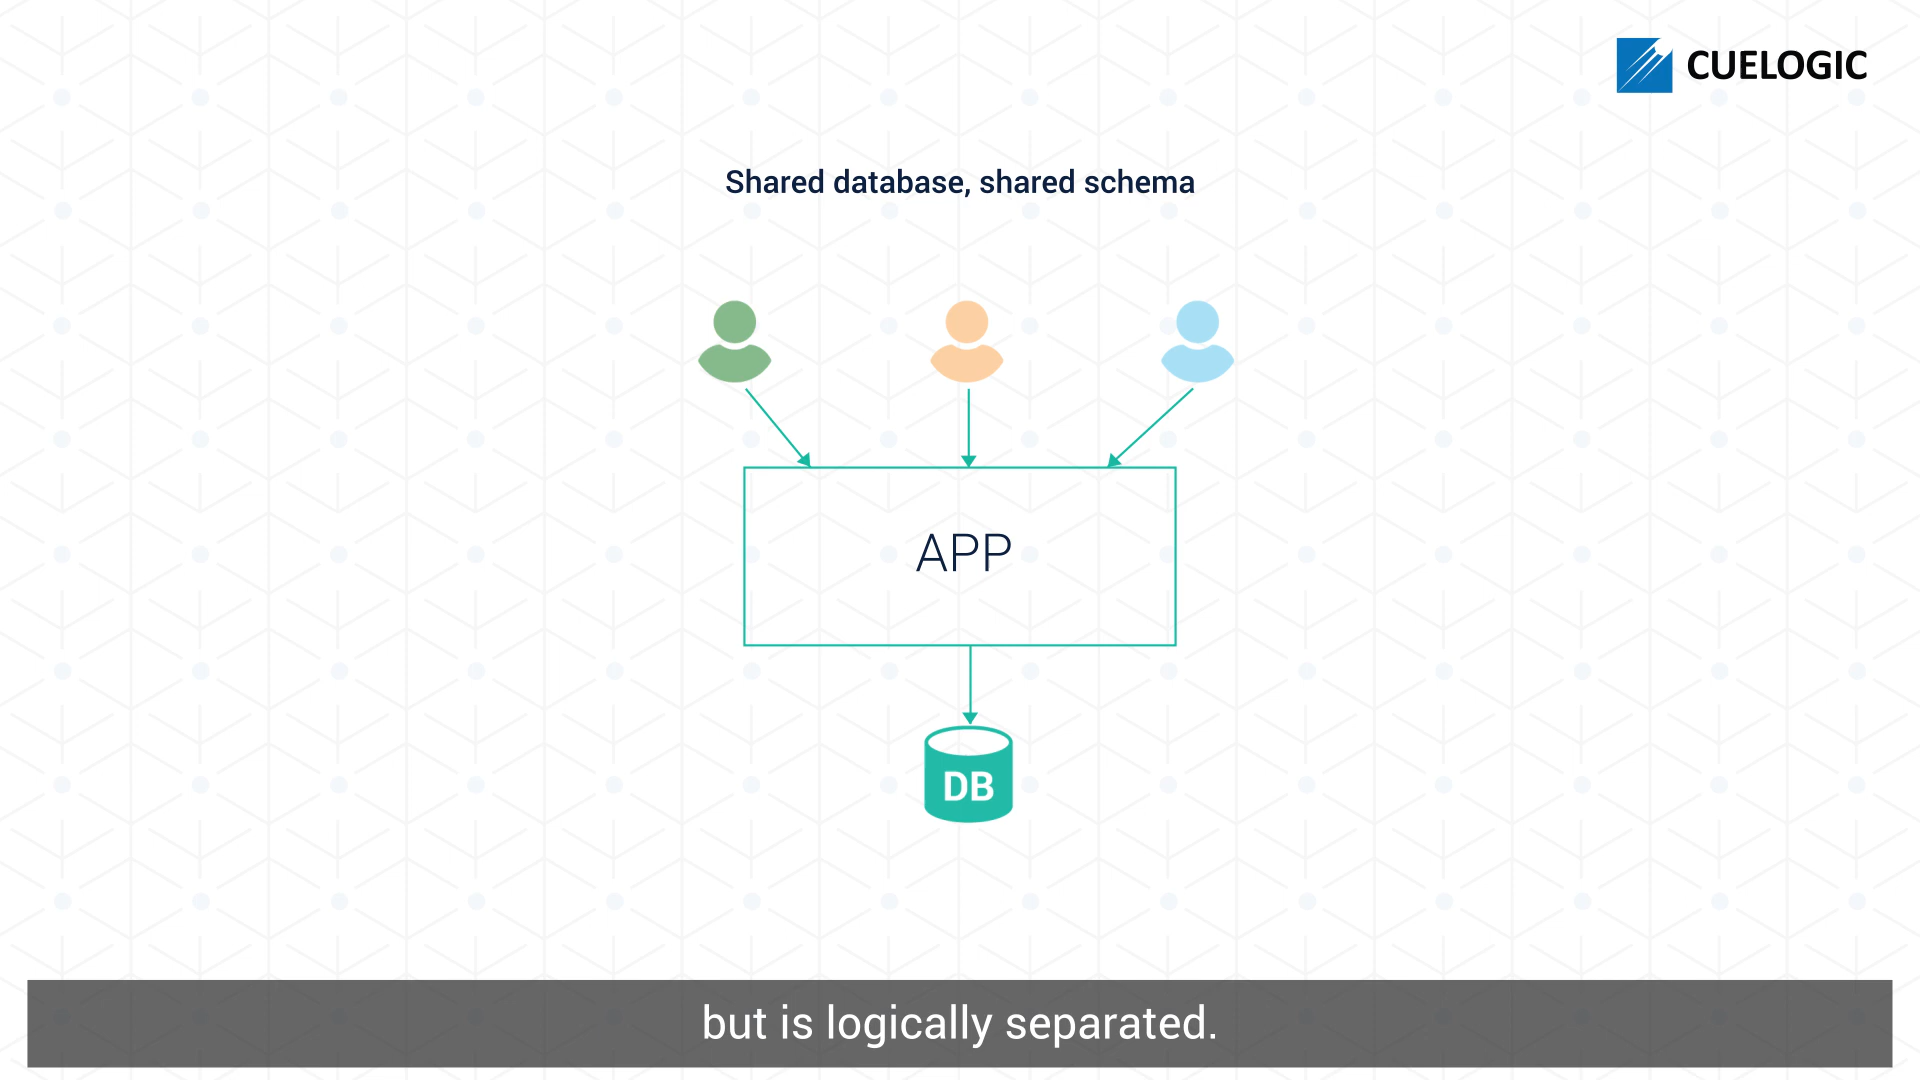 CUELOGIC
Shared database, shared schema
APP
DB
but is logically separated.